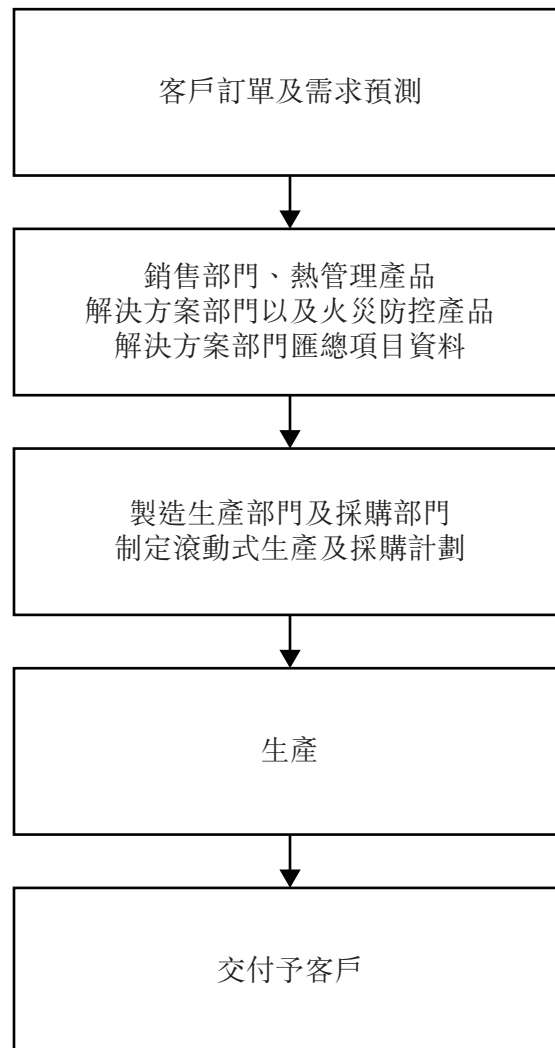 客戶訂單及需求預測
銷售部門、熱管理產品
解決方案部門以及火災防控產品
解決方案部門匯總項目資料
製造生產部門及採購部門
制定滾動式生產及採購計劃
生產
交付予客戶